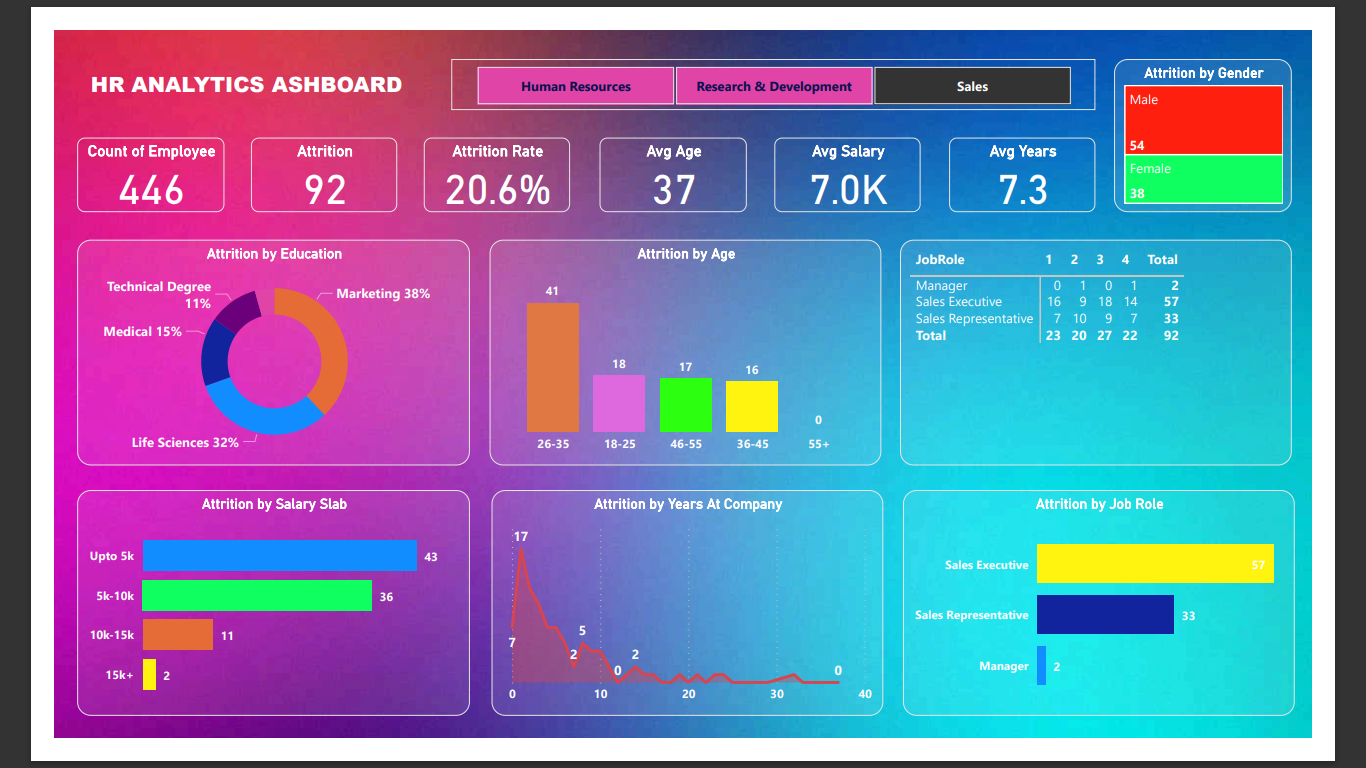 HR ANALYTICS ASHBOARD
Human Resources
Research & Development
Sales
Attrition by Gender
Male
54
Female
38
Count of Employee
446
Attrition
92
Attrition Rate
20.6%
Avg Age
37
Avg Salary
7.0K
Avg Years
7.3
Attrition by Education
Technical Degree
11%
Marketing 38%
Medical 15%
Life Sciences 32%
Attrition by Age
41
18
17
16
0
26-35 18-25 46-55 36-45 55+
JobRole 1 2 3 4 Total
Manager 0 1 0 1 2
Sales Executive 16 9 18 14 57
Sales Representative 7 10 9 7 33
Total 23 20 27 22 92
Attrition by Salary Slab
Upto 5k 43
5k-10k 36
10k-15k 11
15k+ 2
Attrition by Years At Company
17
7
2
5
0
2
0
0 10 20 30 40
Attrition by Job Role
Sales Executive 57
Sales Representative 33
Manager 2